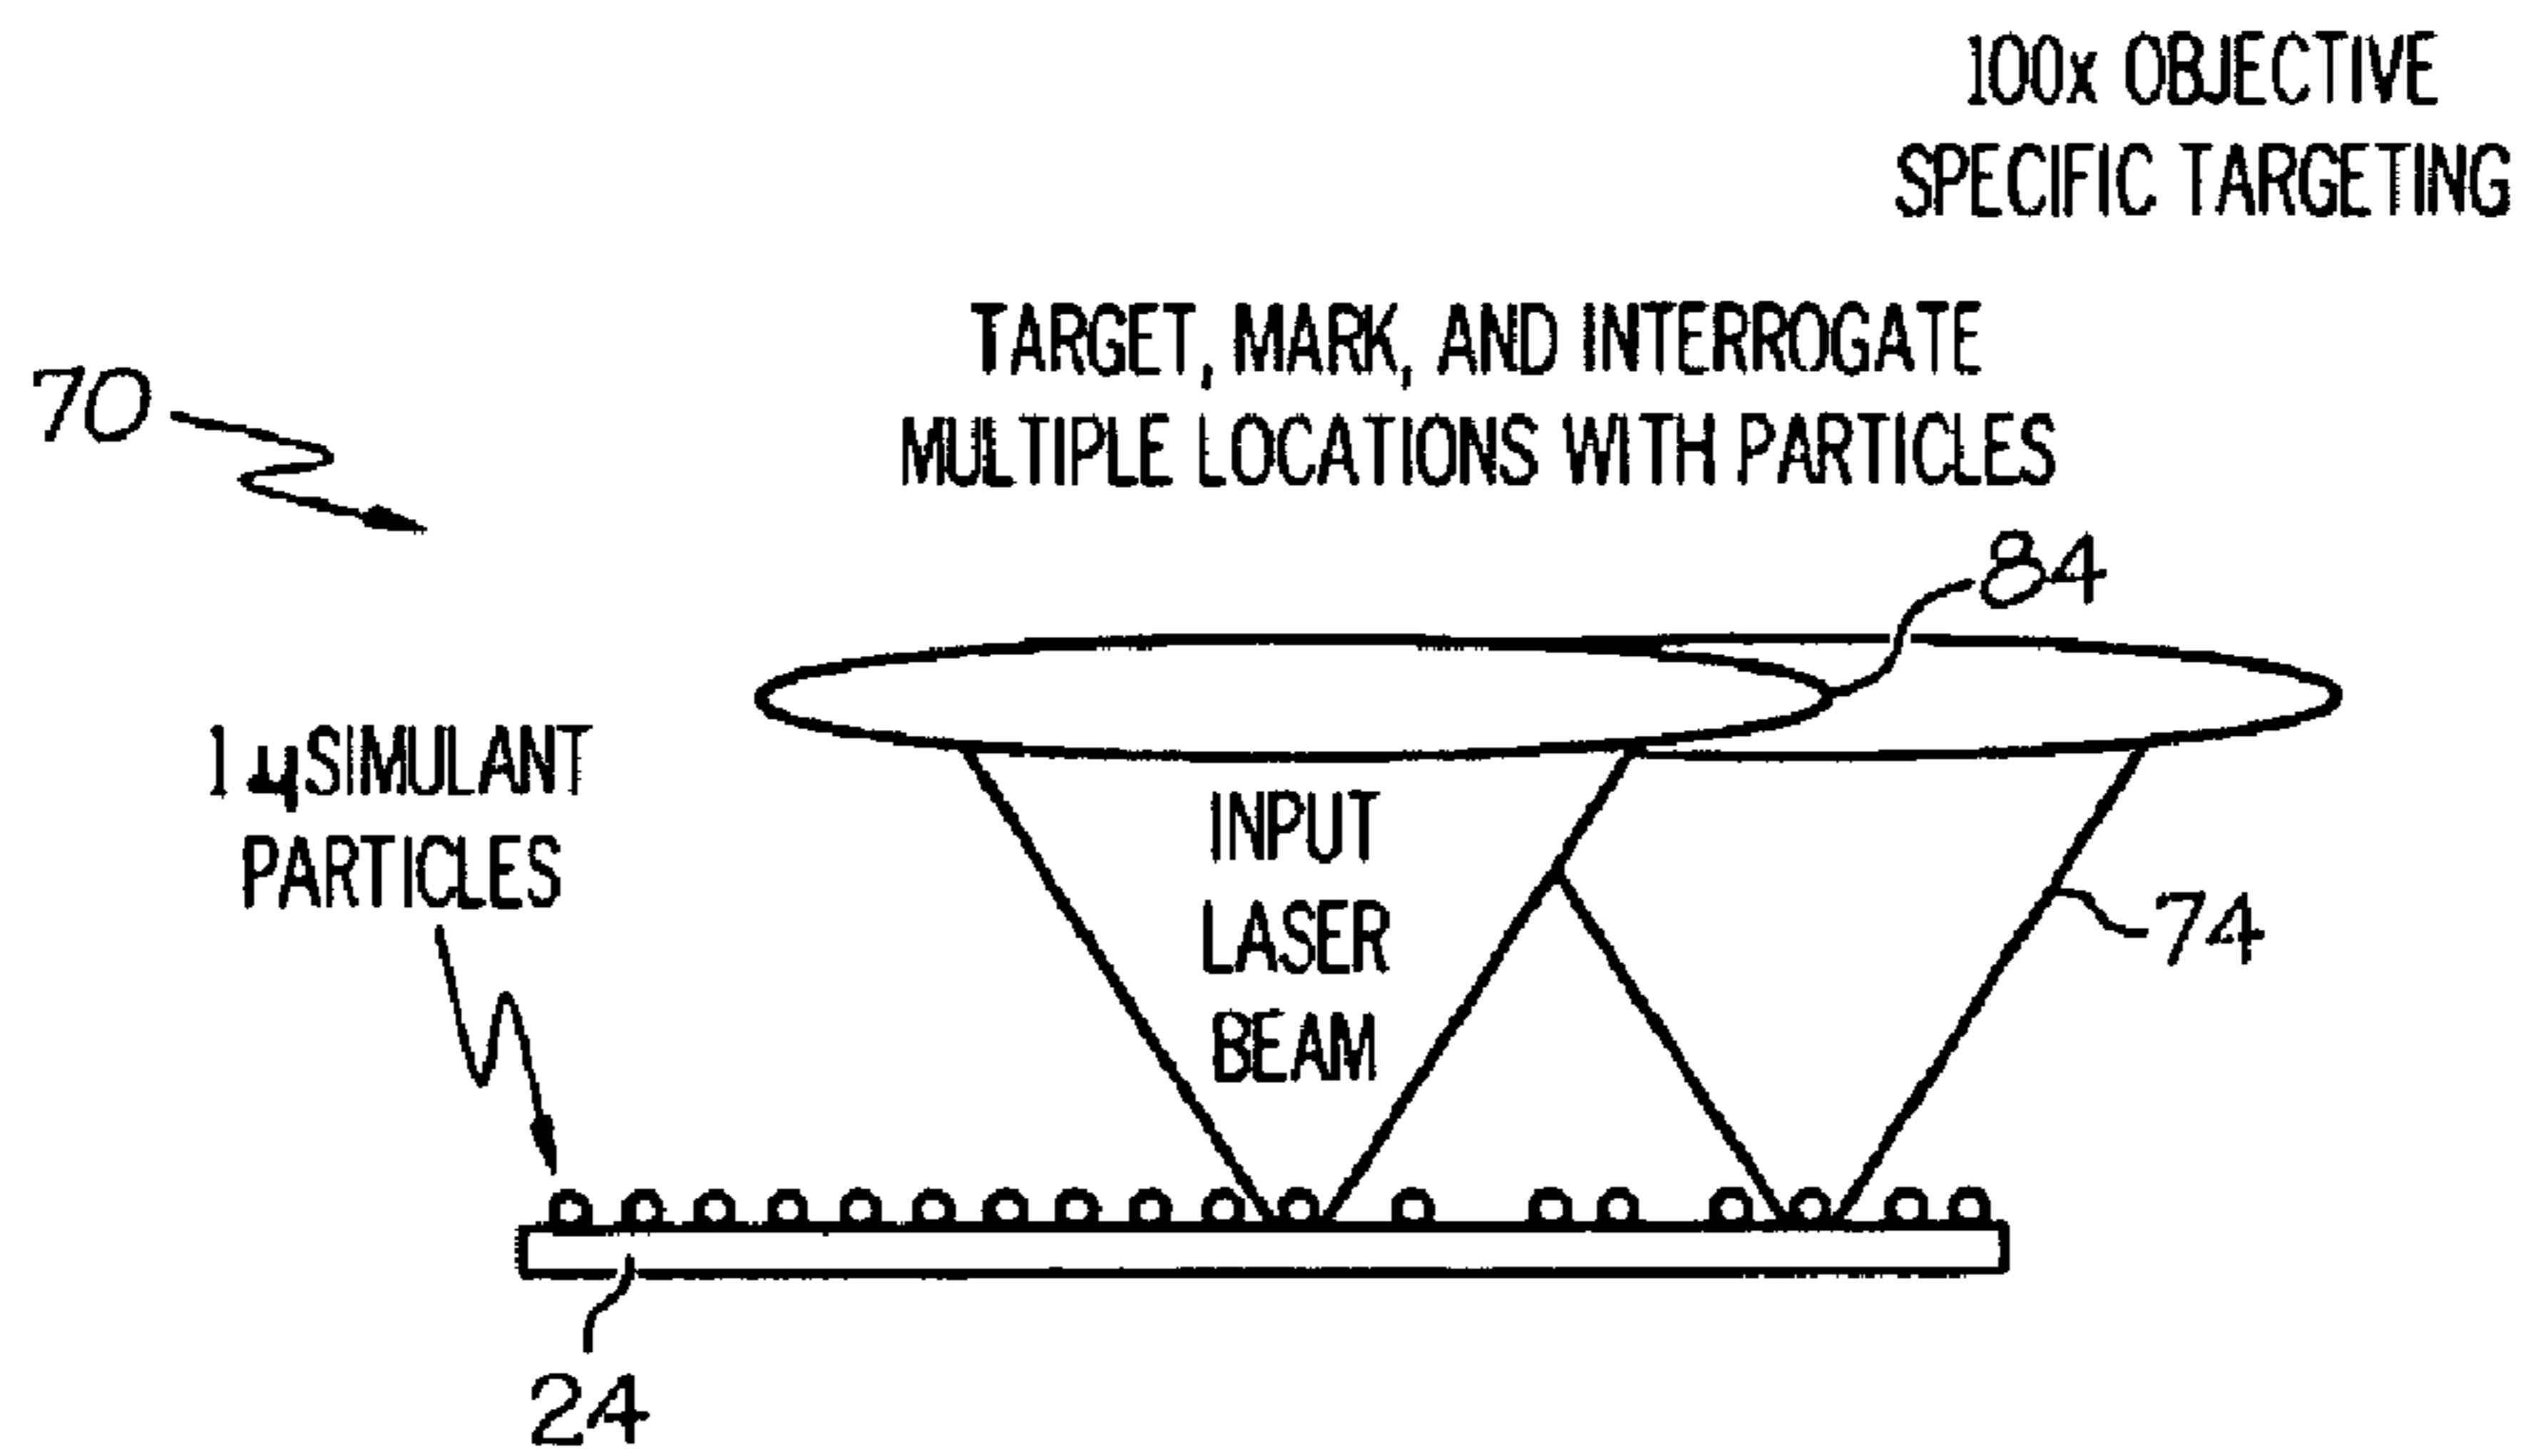 100x OBJECTIVE
SPECIFIC TARGETING
TARGET, MARK, AND INTERROGATE
MULTIPLE LOCATIONS WITH PARTICLES
70
84
1 µ SIMULANT
PARTICLES
INPUT
LASER
BEAM
74
24